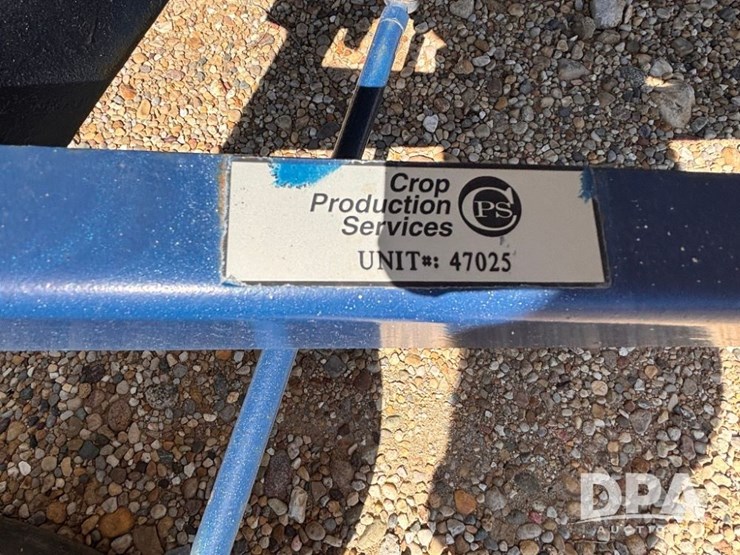 Crop
Production
Services
CPS
UNIT#: 47025
DPA
AUCTIONS